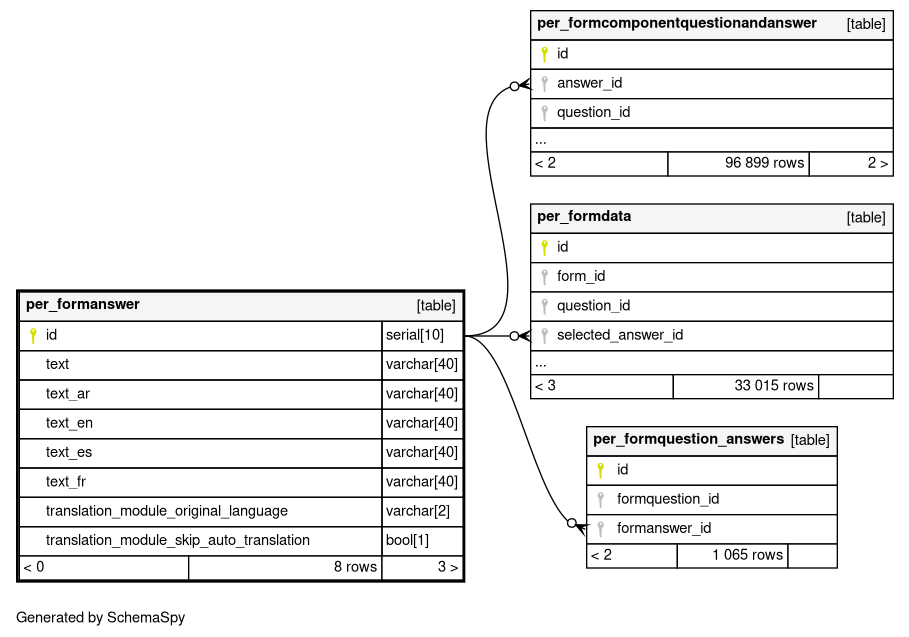 per_formcomponentquestionandanswer [table]
id
answer_id
question_id
...
< 2 96 899 rows 2 >
per_formdata [table]
id
form_id
question_id
selected_answer_id
...
< 3 33 015 rows
per_formanswer [table]
id serial[10]
text varchar[40]
text_ar varchar[40]
text_en varchar[40]
text_es varchar[40]
text_fr varchar[40]
translation_module_original_language varchar[2]
translation_module_skip_auto_translation bool[1]
< 0 8 rows 3 >
per_formquestion_answers [table]
id
formquestion_id
formanswer_id
< 2 1 065 rows
Generated by SchemaSpy